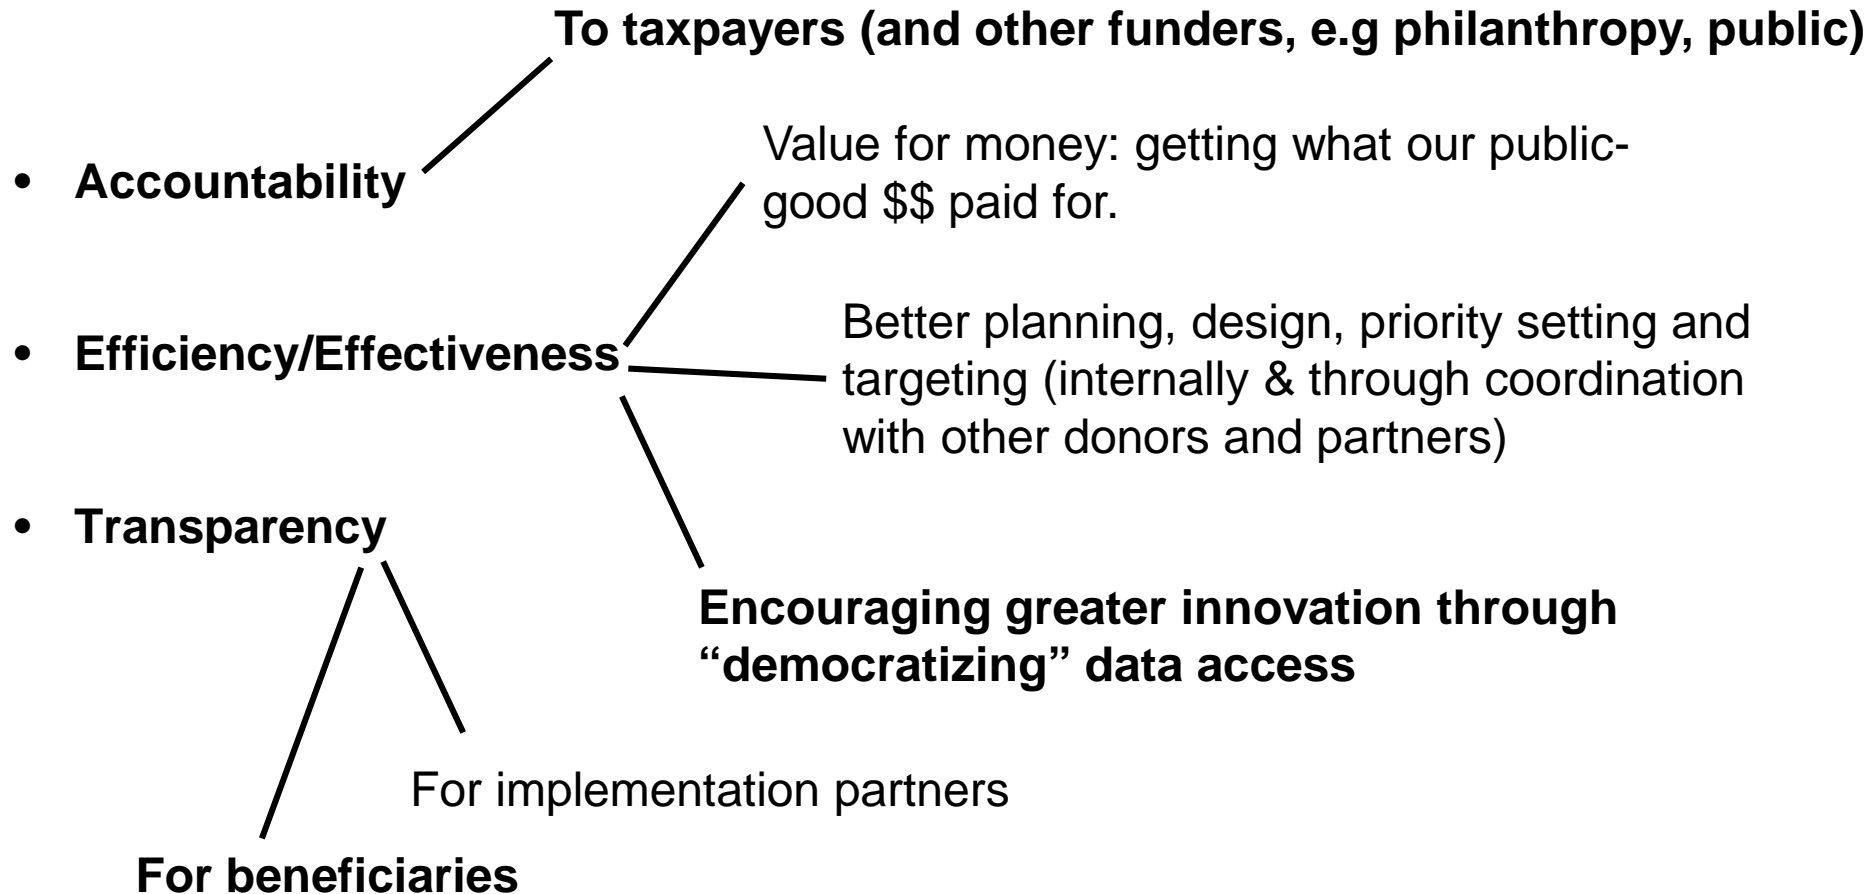 To taxpayers (and other funders, e.g philanthropy, public)
• Accountability
Value for money: getting what our public-
good $$ paid for.
• Efficiency/Effectiveness
Better planning, design, priority setting and
targeting (internally & through coordination
with other donors and partners)
• Transparency
Encouraging greater innovation through
“democratizing” data access
For implementation partners
For beneficiaries